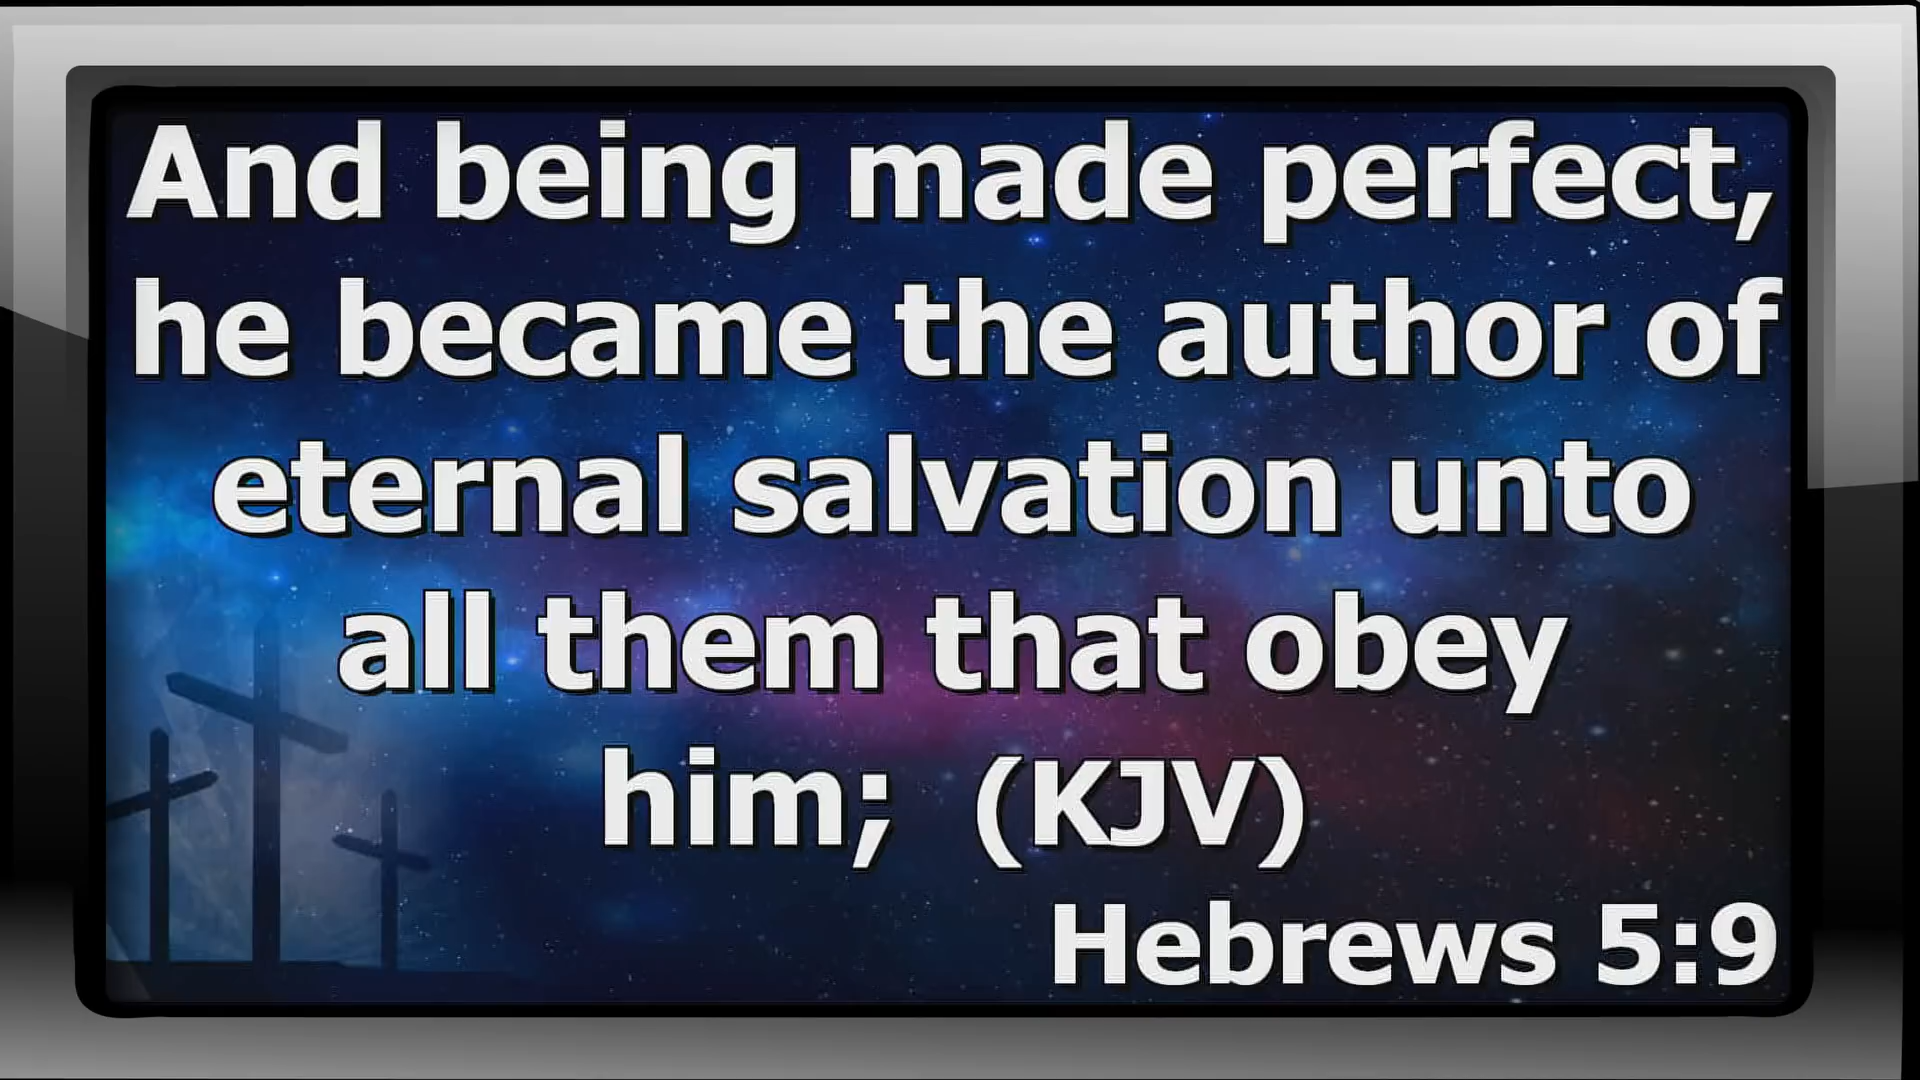 And being made perfect,
he became the author of
eternal salvation unto
all them that obey
him;  (KJV)
Hebrews 5:9